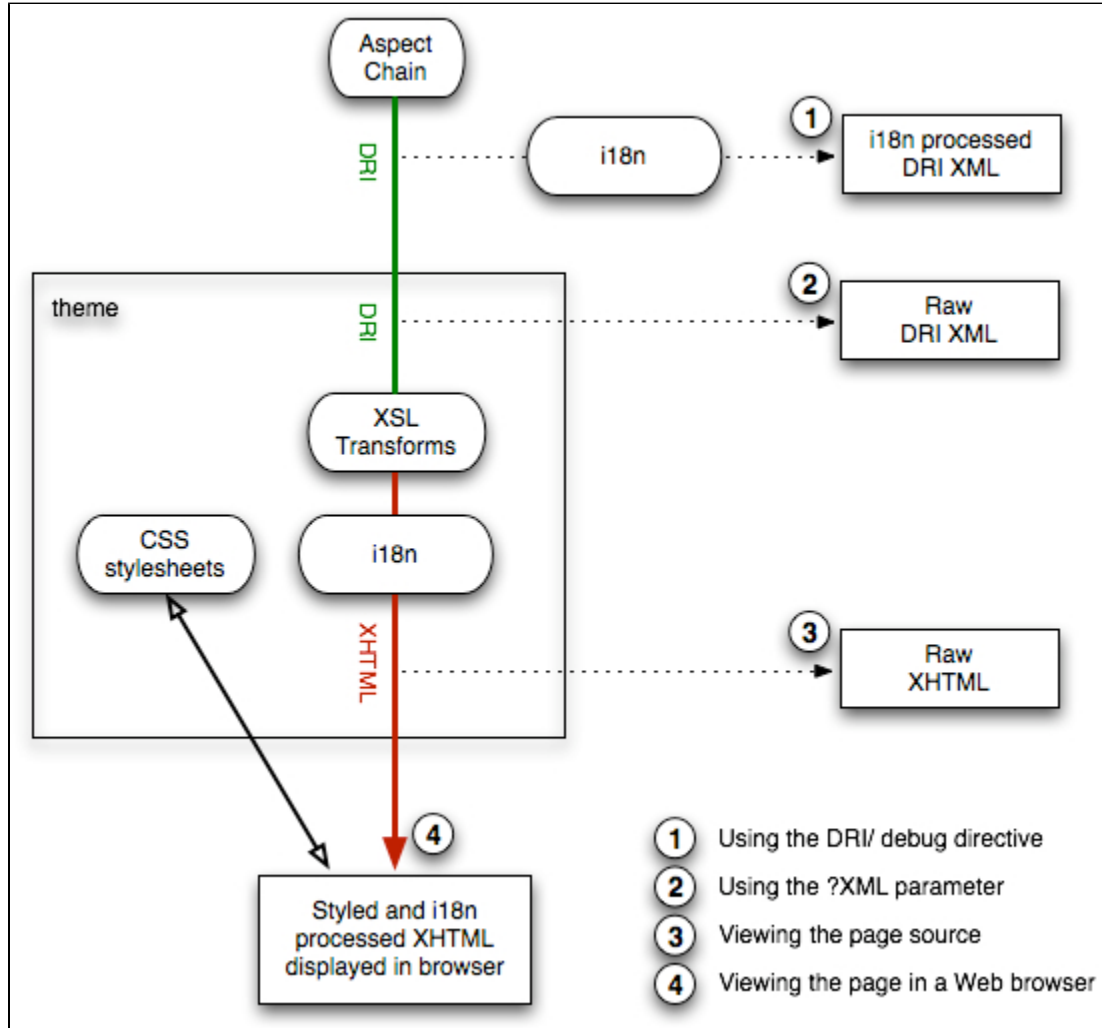 Aspect
Chain
DRI
i18n
1
i18n processed
DRI XML
theme
DRI
2
Raw
DRI XML
XSL
Transforms
CSS
stylesheets
i18n
XHTML
3
Raw
XHTML
4
Styled and i18n
processed XHTML
displayed in browser
1 Using the DRI/ debug directive
2 Using the ?XML parameter
3 Viewing the page source
4 Viewing the page in a Web browser